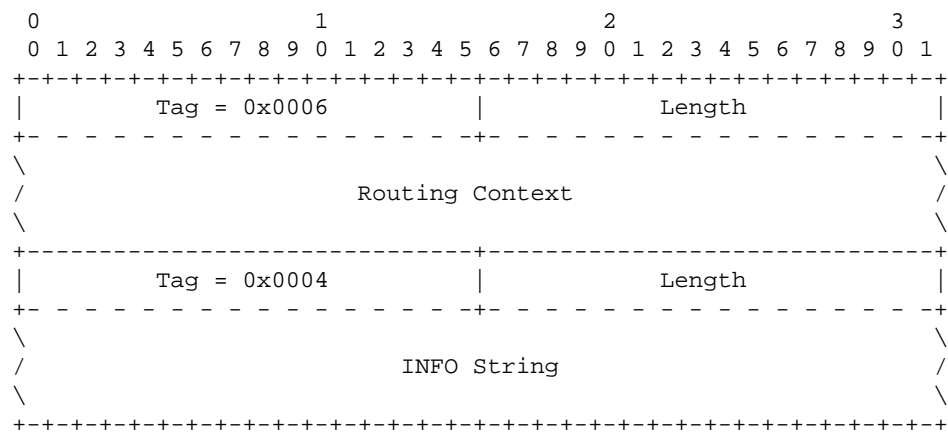 0                   1                   2                   3
 0 1 2 3 4 5 6 7 8 9 0 1 2 3 4 5 6 7 8 9 0 1 2 3 4 5 6 7 8 9 0 1
+-+-+-+-+-+-+-+-+-+-+-+-+-+-+-+-+-+-+-+-+-+-+-+-+-+-+-+-+-+-+-+-+
|         Tag = 0x0006          |            Length             |
+- - - - - - - - - - - - - - - -+- - - - - - - - - - - - - - - -+
\                                                               \
/                       Routing Context                         /
\                                                               \
+-------------------------------+-------------------------------+
|         Tag = 0x0004          |            Length             |
+- - - - - - - - - - - - - - - -+- - - - - - - - - - - - - - - -+
\                                                               \
/                          INFO String                          /
\                                                               \
+-+-+-+-+-+-+-+-+-+-+-+-+-+-+-+-+-+-+-+-+-+-+-+-+-+-+-+-+-+-+-+-+